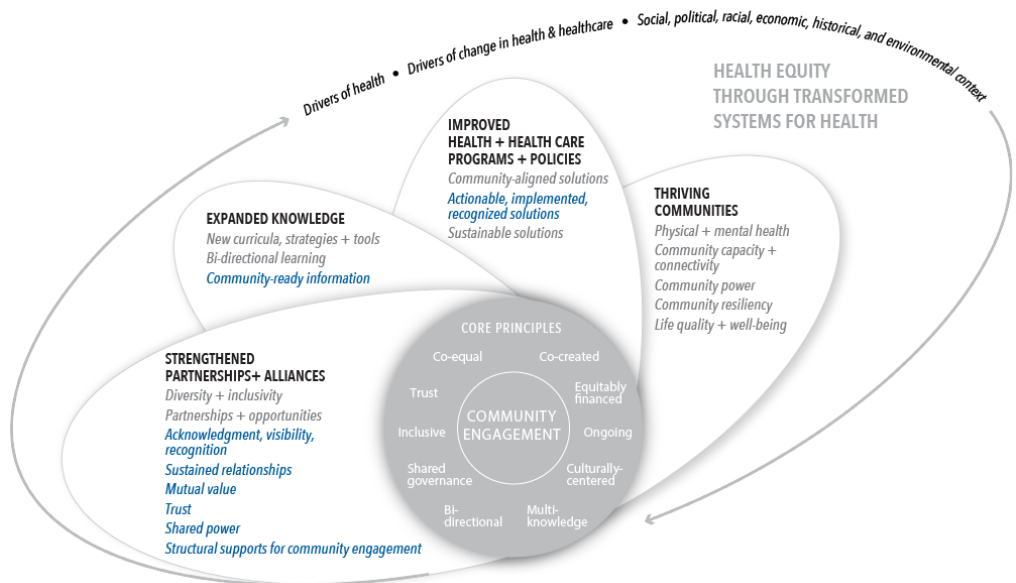 Drivers of health • Drivers of change in health & healthcare • Social, political, racial, economic, historical, and environmental context
HEALTH EQUITY
THROUGH TRANSFORMED
SYSTEMS FOR HEALTH
IMPROVED
HEALTH + HEALTH CARE
PROGRAMS + POLICIES
Community-aligned solutions
Actionable, implemented,
recognized solutions
Sustainable solutions
THRIVING
COMMUNITIES
Physical + mental health
Community capacity +
connectivity
Community power
Community resiliency
Life quality + well-being
EXPANDED KNOWLEDGE
New curricula, strategies + tools
Bi-directional learning
Community-ready information
STRENGTHENED
PARTNERSHIPS+ ALLIANCES
Diversity + inclusivity
Partnerships + opportunities
Acknowledgment, visibility,
recognition
Sustained relationships
Mutual value
Trust
Shared power
Structural supports for community engagement
CORE PRINCIPLES
Co-equal
Co-created
Trust
Equitably
financed
Inclusive
COMMUNITY
ENGAGEMENT
Ongoing
Shared
governance
Culturally-
centered
Bi-
directional
Multi-
knowledge